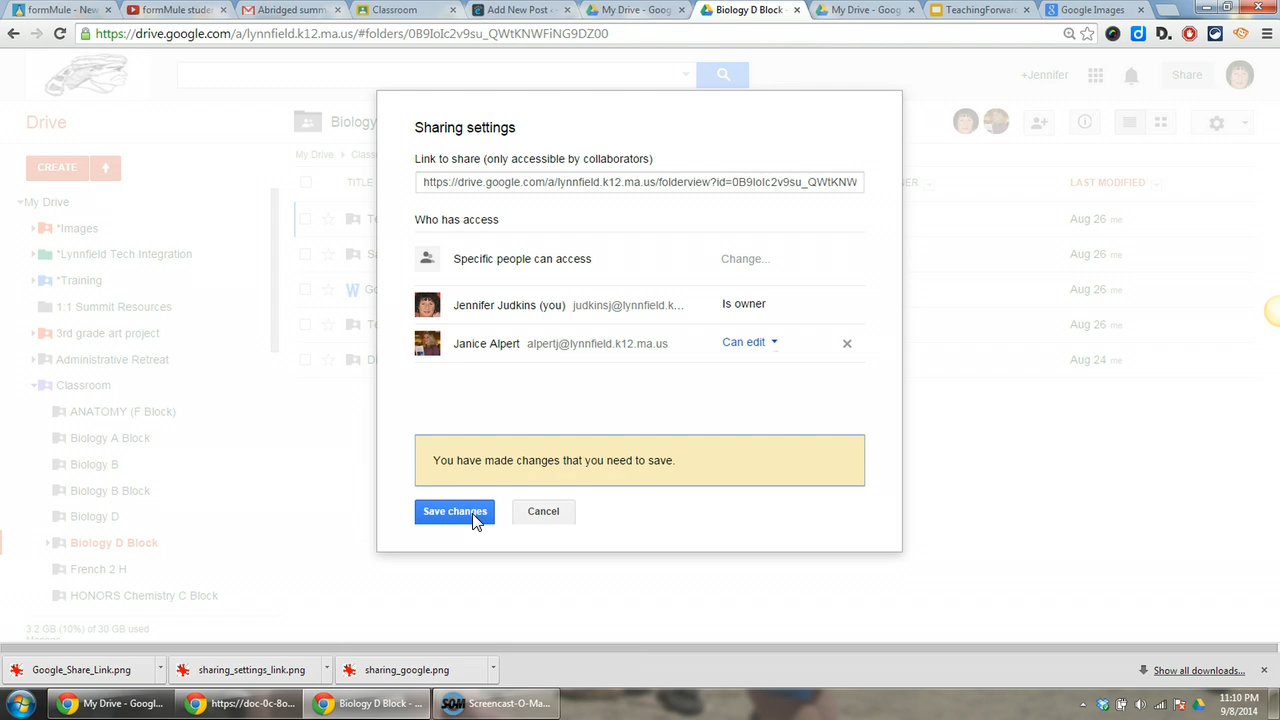 formMule - New
formMule studer
Abridged summ
Classroom
Add New Post ‹
My Drive - Goog
Biology D Block -
My Drive - Goog
TeachingForward
Google Images
https://drive.google.com/a/lynnfield.k12.ma.us/#folders/0B9IoIc2v9su_QWtKNWFiNG9DZ00
+Jennifer
Share
Drive
Biology
CREATE
My Drive
TITLE
LAST MODIFIED
My Drive
*Images
*Lynnfield Tech Integration
*Training
1:1 Summit Resources
3rd grade art project
Administrative Retreat
Classroom
ANATOMY (F Block)
Biology A Block
Biology B
Biology B Block
Biology D
Biology D Block
French 2 H
HONORS Chemistry C Block
3.2 GB (10%) of 30 GB used
Aug 26 me
Aug 26 me
Aug 26 me
Aug 26 me
Aug 24 me
Sharing settings
Link to share (only accessible by collaborators)
https://drive.google.com/a/lynnfield.k12.ma.us/folderview?id=0B9IoIc2v9su_QWtKNW
Who has access
Specific people can access Change...
Jennifer Judkins (you) judkinsj@lynnfield.k... Is owner
Janice Alpert alpertj@lynnfield.k12.ma.us Can edit
You have made changes that you need to save.
Save changes Cancel
Google_Share_Link.png
sharing_settings_link.png
sharing_google.png
Show all downloads...
My Drive - Googl...
https://doc-0c-8o...
Biology D Block - ...
Screencast-O-Ma...
11:10 PM
9/8/2014